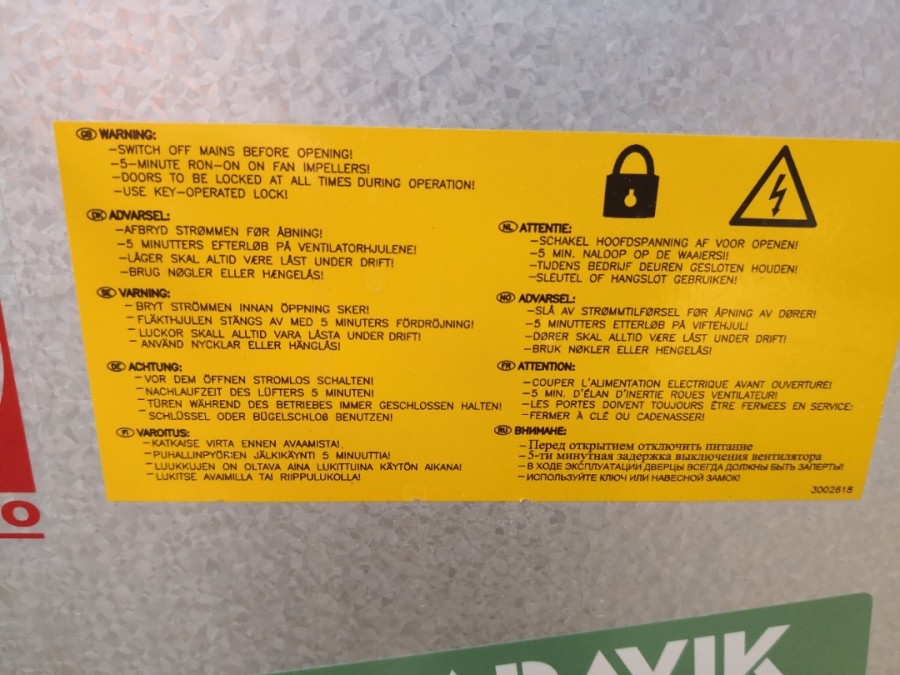 GB WARNING:
-SWITCH OFF MAINS BEFORE OPENING!
-5-MINUTE RON-ON ON FAN IMPELLERS!
-DOORS TO BE LOCKED AT ALL TIMES DURING OPERATION!
-USE KEY-OPERATED LOCK!
DK ADVARSEL:
-AFBRYD STRØMMEN FØR ÅBNING!
-5 MINUTTERS EFTERLØB PÅ VENTILATORHJULENE!
-LÅGER SKAL ALTID VÆRE LÅST UNDER DRIFT!
-BRUG NØGLER ELLER HÆNGELÅS!
SE VARNING:
- BRYT STRÖMMEN INNAN ÖPPNING SKER!
- FLÄKTHJULEN STÄNGS AV MED 5 MINUTERS FÖRDRÖJNING!
- LUCKOR SKALL ALLTID VARA LÅSTA UNDER DRIFT!
- ANVÄND NYCKLAR ELLER HÄNGLÅS!
DE ACHTUNG:
- VOR DEM ÖFFNEN STROMLOS SCHALTEN!
- NACHLAUFZEIT DES LÜFTERS 5 MINUTEN!
- TÜREN WÄHREND DES BETRIEBES IMMER GESCHLOSSEN HALTEN!
- SCHLÜSSEL ODER BÜGELSCHLOß BENUTZEN!
FI VAROITUS:
- KATKAISE VIRTA ENNEN AVAAMISTA!
- PUHALLINPYÖRIEN JÄLKIKÄYNTI 5 MINUUTTIA!
- LUUKKUJEN ON OLTAVA AINA LUKITTUINA KÄYTÖN AIKANA!
- LUKITSE AVAIMILLA TAI RIIPPULUKOLLA!
NL ATTENTIE:
-SCHAKEL HOOFDSPANNING AF VOOR OPENEN!
-5 MIN. NALOOP OP DE WAAIERS!
-TIJDENS BEDRIJF DEUREN GESLOTEN HOUDEN!
-SLEUTEL OF HANGSLOT GEBRUIKEN!
NO ADVARSEL:
-SLÅ AV STRØMMTILFØRSEL FØR ÅPNING AV DØRER!
-5 MINUTTERS ETTERLØB PÅ VIFTEHJUL!
-DØRER SKAL ALLTID VÆRE LÅST UNDER DRIFT!
-BRUK NØKLER ELLER HENGELÅS!
FR ATTENTION:
-COUPER L'ALIMENTATION ELECTRIQUE AVANT OUVERTURE!
-5 MIN. D'ÉLAN D'INERTIE ROUES VENTILATEUR!
-LES PORTES DOIVENT TOUJOURS ÊTRE FERMEES EN SERVICE:
-FERMER À CLÉ OU CADENASSER!
RU ВНИМАНЕ:
- Перед открытием отключить питание
- 5-ти минутная задержка выключения вентилятора
-В ХОДЕ ЭКСПЛУАТАЦИИ ДВЕРЦЫ ВСЕГДА ДОЛЖНЫ БЫТЬ ЗАПЕРТЫ!
-ИСПОЛЬЗУЙТЕ КЛЮЧ ИЛИ НАВЕСНОЙ ЗАМОК!
3002618